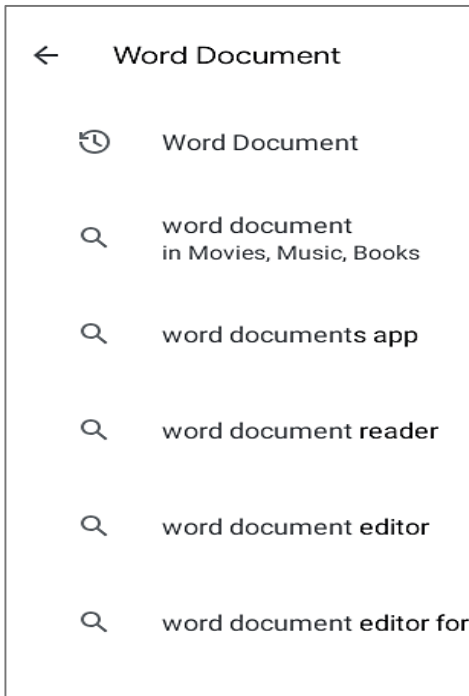 Word Document
Word Document
word document
in Movies, Music, Books
word documents app
word document reader
word document editor
word document editor for